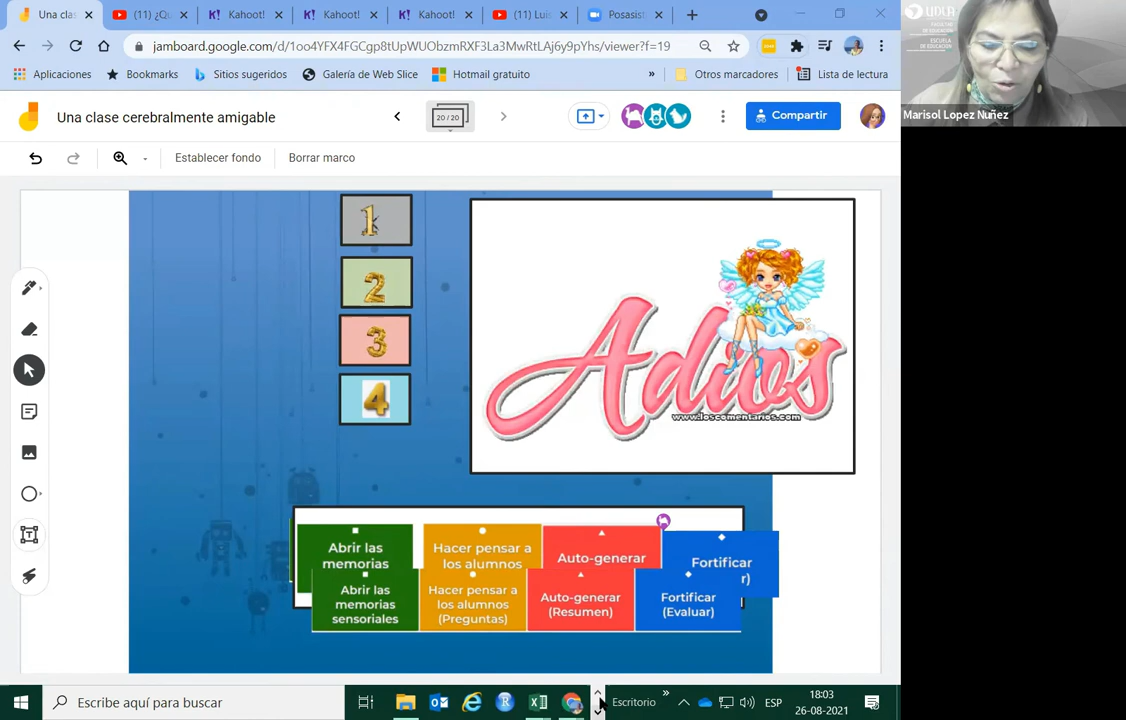 Una clas
(11) ¿Qu
Kahoot!
Kahoot!
Kahoot!
(11) Lui
Posasist
jamboard.google.com/d/1oo4YFX4FGCgp8tUpWUObzmRXF3La3MwRtLAj6y9pYhs/viewer?f=19
Aplicaciones
Bookmarks
Sitios sugeridos
Galería de Web Slice
Hotmail gratuito
»
Otros marcadores
Lista de lectura
Una clase cerebralmente amigable
20 / 20
Compartir
Establecer fondo
Borrar marco
UDLA
Marisol Lopez Nuñez
1
2
3
4
Adios
www.loscomentarios.com
Abrir las
memorias
Hacer pensar a
los alumnos
Auto-generar
Fortificar
r)
Abrir las
memorias
sensoriales
Hacer pensar a
los alumnos
(Preguntas)
Auto-generar
(Resumen)
Fortificar
(Evaluar)
Escribe aquí para buscar
Escritorio
»
ESP
18:03
26-08-2021